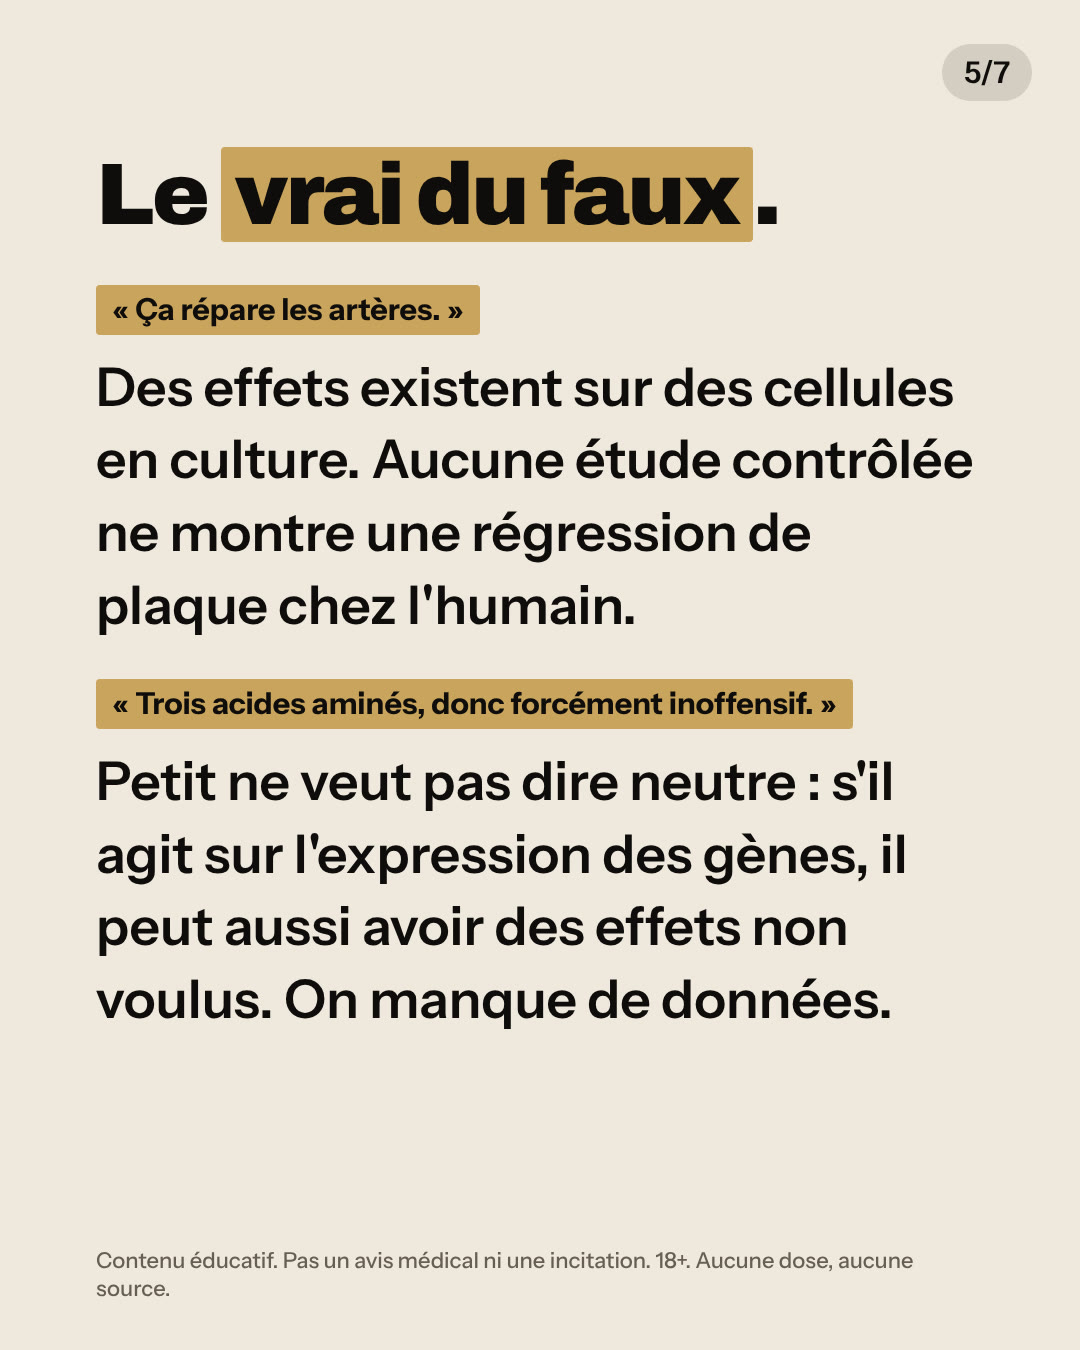 5/7
Le vrai du faux.
« Ça répare les artères. »
Des effets existent sur des cellules
en culture. Aucune étude contrôlée
ne montre une régression de
plaque chez l'humain.
« Trois acides aminés, donc forcément inoffensif. »
Petit ne veut pas dire neutre : s'il
agit sur l'expression des gènes, il
peut aussi avoir des effets non
voulus. On manque de données.
Contenu éducatif. Pas un avis médical ni une incitation. 18+. Aucune dose, aucune
source.